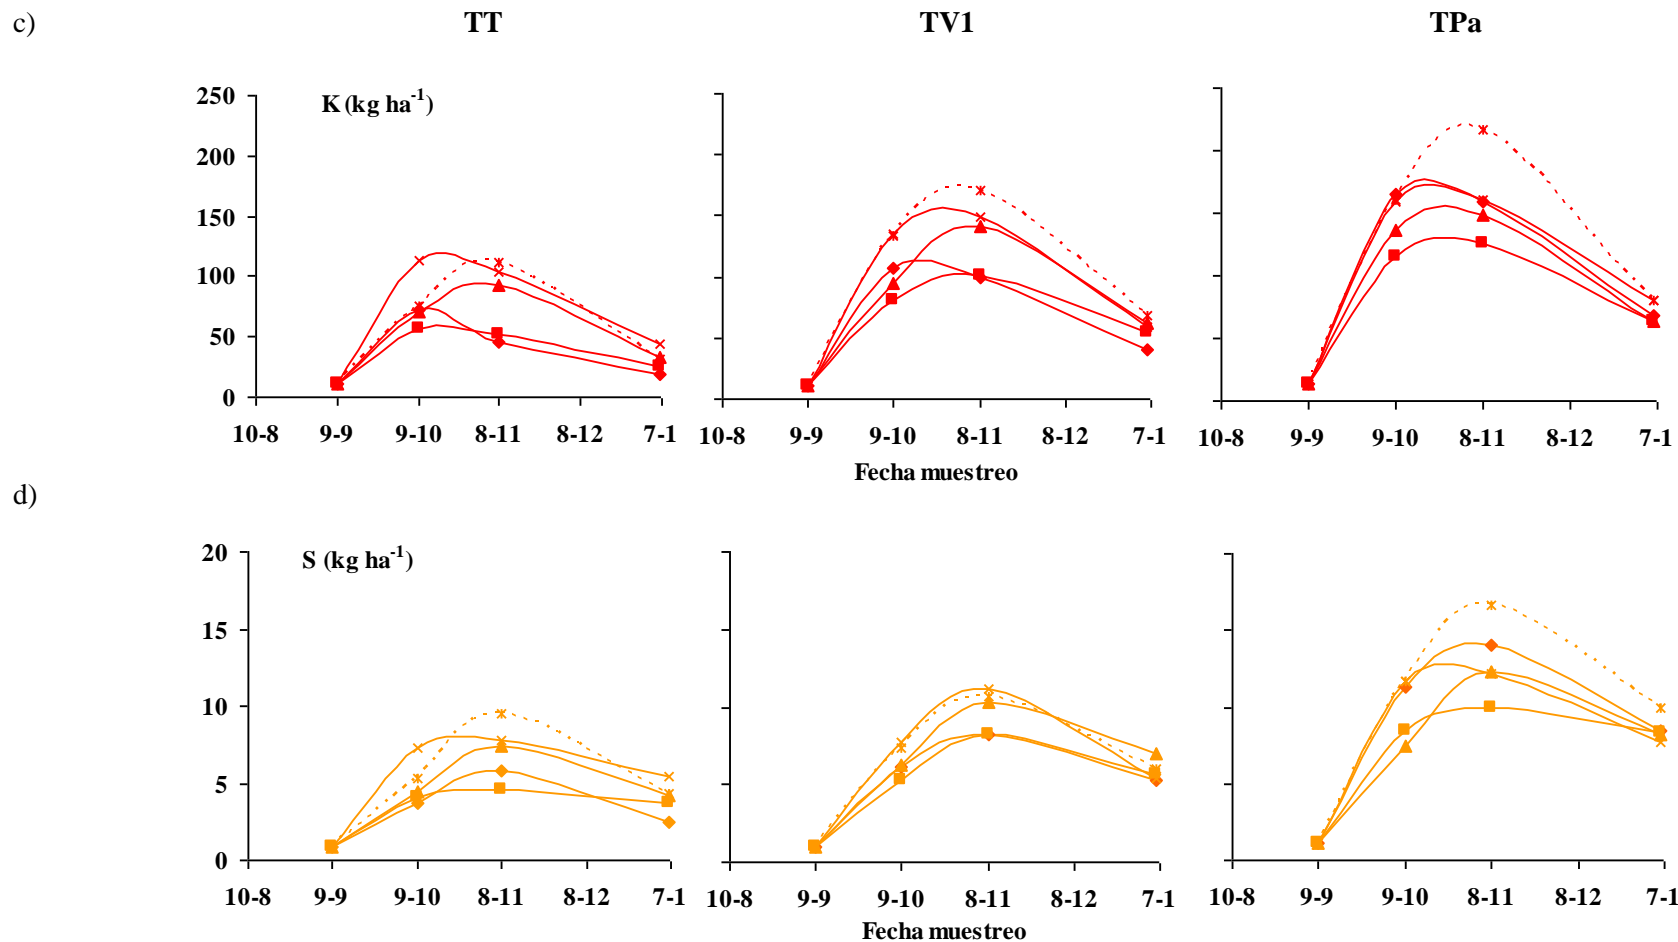 c)
TT TV1 TPa
K (kg ha⁻¹)
250
200
150
100
50
0
10-8 9-9 9-10 8-11 8-12 7-1
10-8 9-9 9-10 8-11 8-12 7-1
10-8 9-9 9-10 8-11 8-12 7-1
Fecha muestreo
d)
S (kg ha⁻¹)
20
15
10
5
0
10-8 9-9 9-10 8-11 8-12 7-1
10-8 9-9 9-10 8-11 8-12 7-1
10-8 9-9 9-10 8-11 8-12 7-1
Fecha muestreo